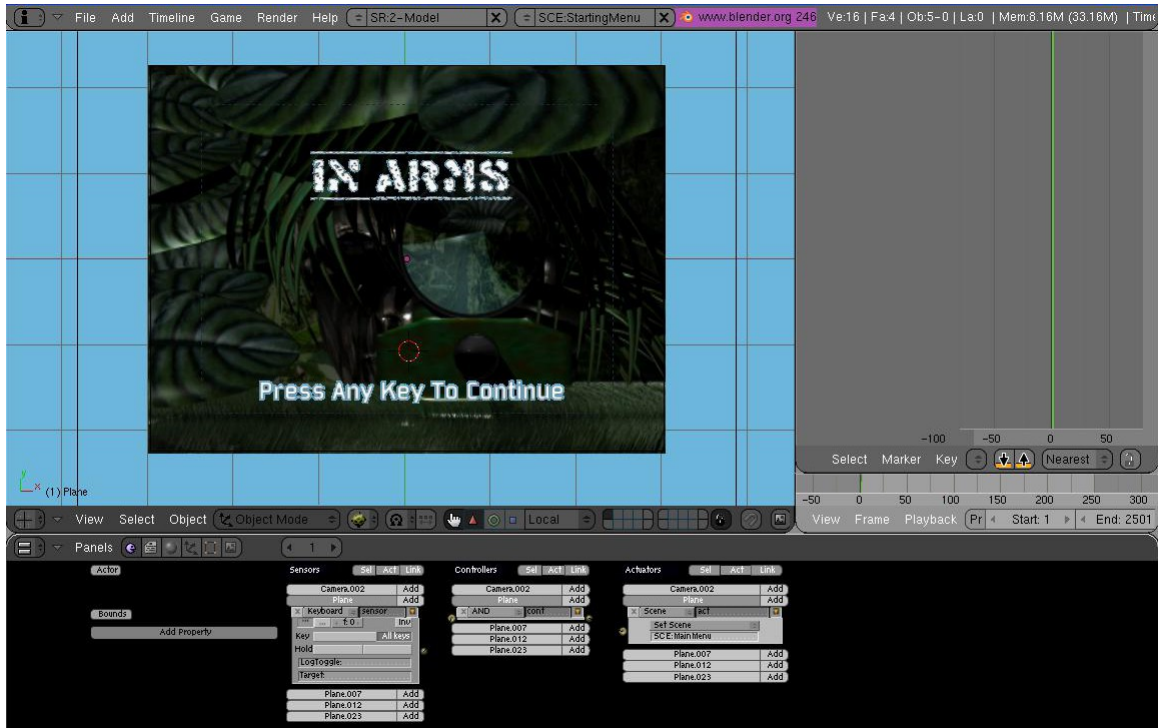 File Add Timeline Game Render Help SR:2-Model X SCE:StartingMenu X www.blender.org 246 Ve:16 | Fa:4 | Ob:5-0 | La:0 | Mem:8.16M (33.16M) | Time
IN ARMS
Press Any Key To Continue
y
x
(1) Plane
-100 -50 0 50
Select Marker Key Nearest
-50 0 50 100 150 200 250 300
View Select Object Object Mode Local
View Frame Playback Pr Start: 1 End: 2501
Panels 1
Actor
Bounds
Add Property
Sensors Sel Act Link
Camera.002 Add
Plane Add
X Keyboard sensor
f:0 Inv
Key All keys
Hold
LogToggle:
Target:
Plane.007 Add
Plane.012 Add
Plane.023 Add
Controllers Sel Act Link
Camera.002 Add
Plane Add
X AND cont
Plane.007 Add
Plane.012 Add
Plane.023 Add
Actuators Sel Act Link
Camera.002 Add
Plane Add
X Scene act
Set Scene
SCE:Main Menu
Plane.007 Add
Plane.012 Add
Plane.023 Add